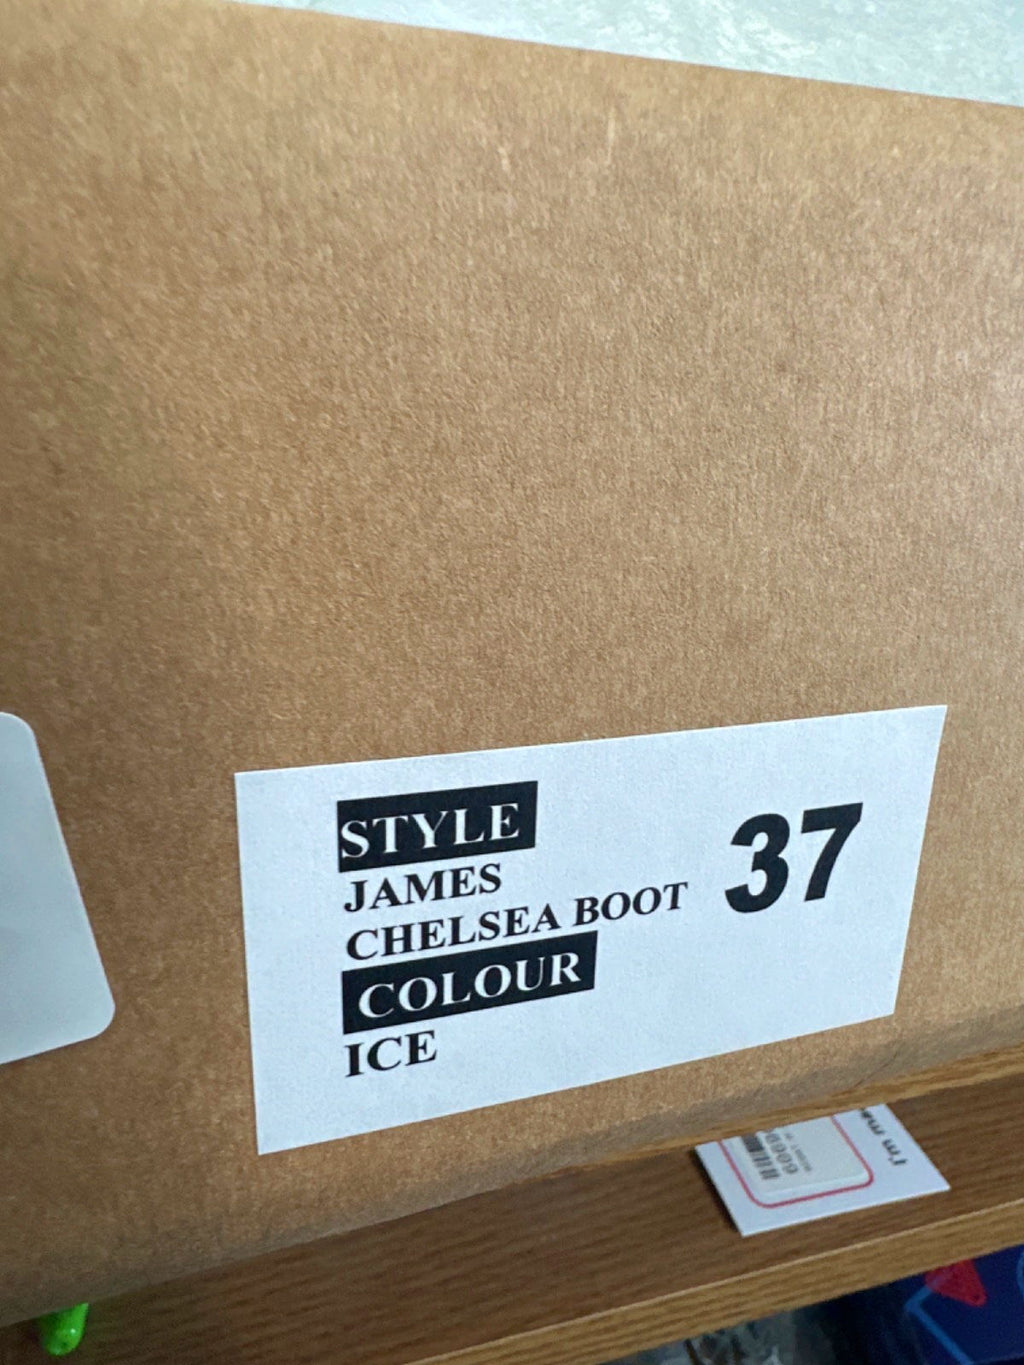 STYLE
JAMES
CHELSEA BOOT
COLOUR
ICE
37